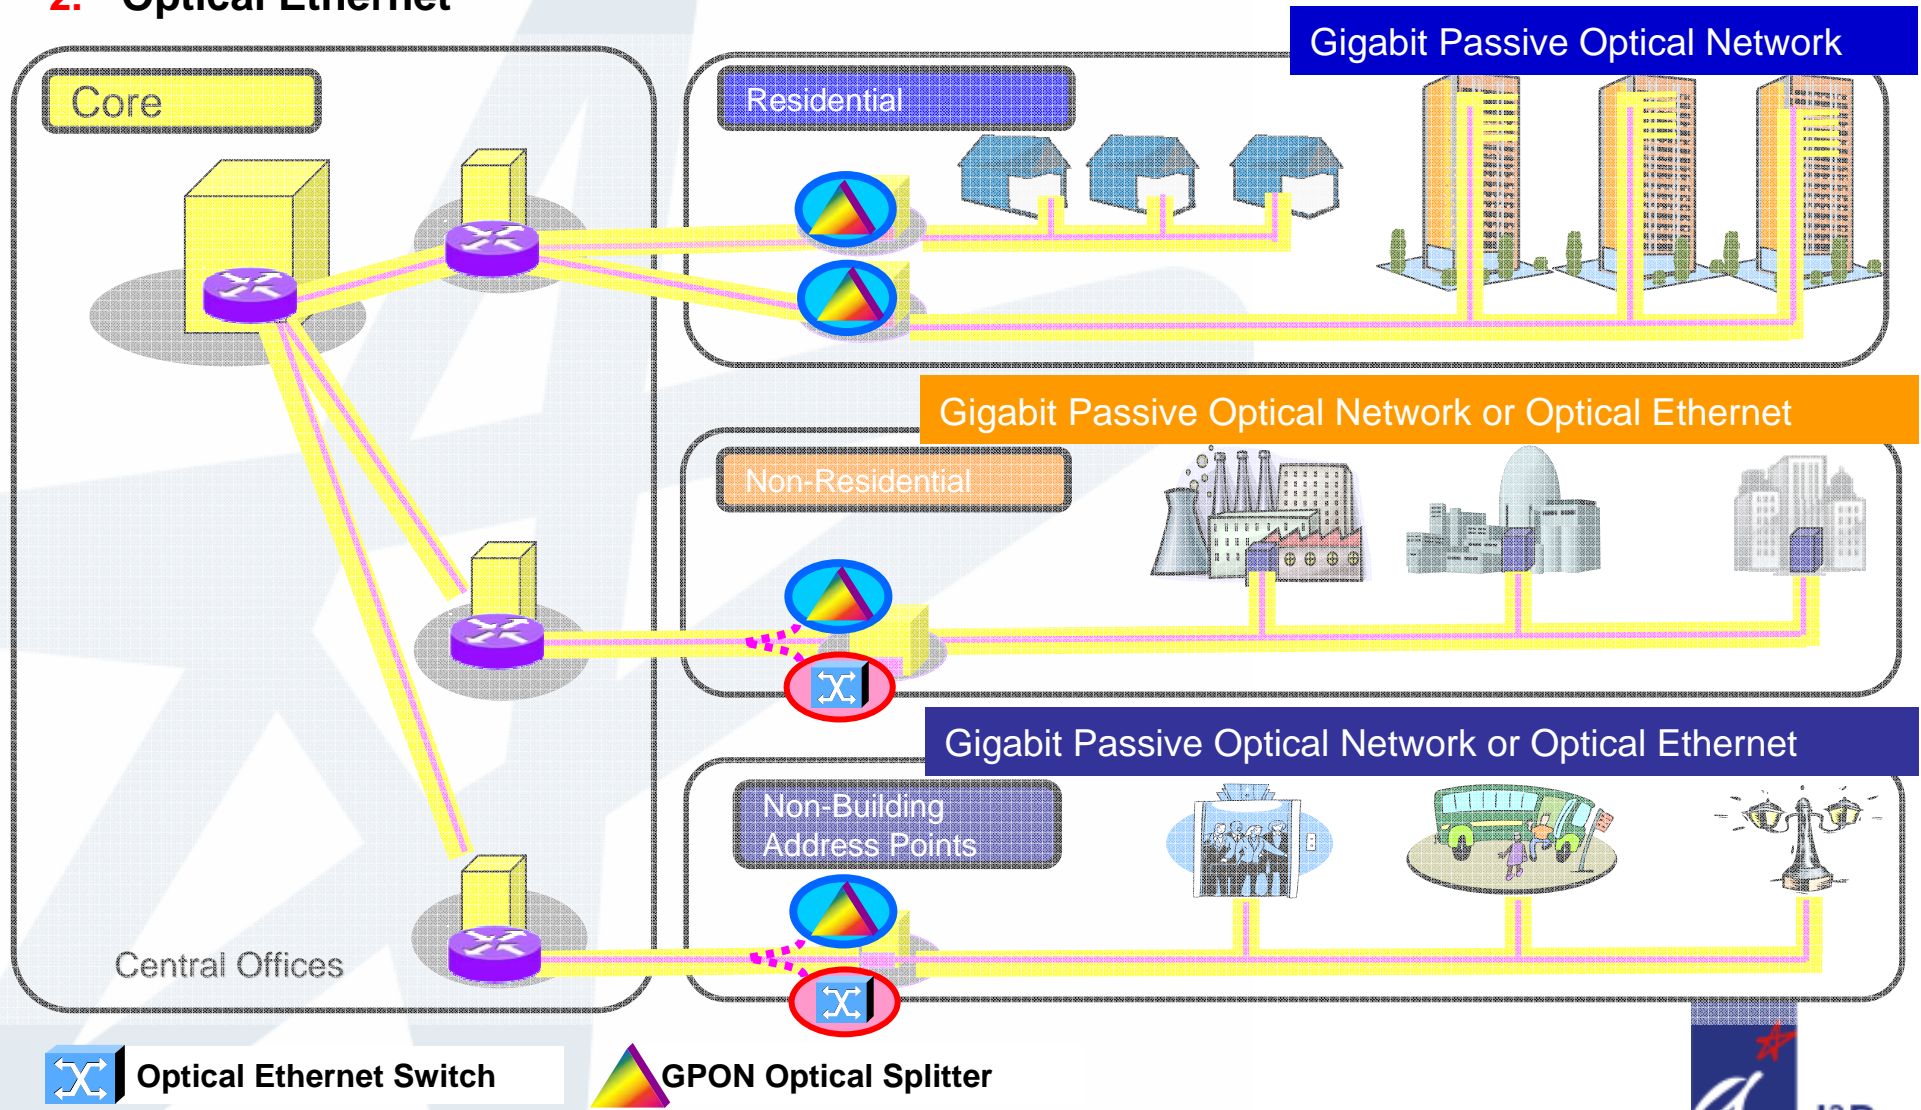 2. Optical Ethernet
Gigabit Passive Optical Network
Core
Residential
Gigabit Passive Optical Network or Optical Ethernet
Non-Residential
Gigabit Passive Optical Network or Optical Ethernet
Non-Building
Address Points
Central Offices
Optical Ethernet Switch
GPON Optical Splitter